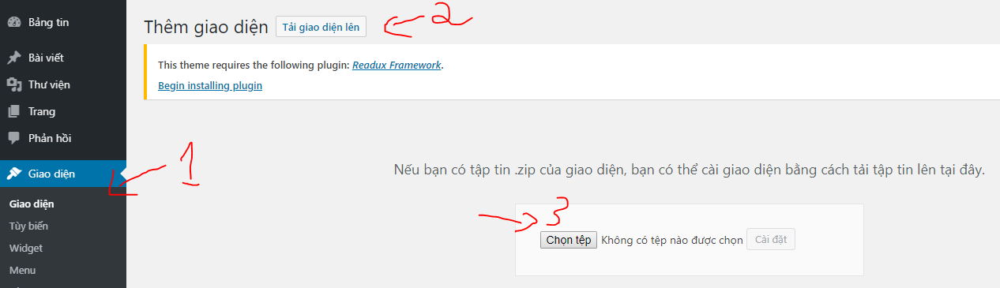 Bảng tin
Bài viết
Thư viện
Trang
Phản hồi
Giao diện
Giao diện
Tùy biến
Widget
Menu
Thêm giao diện Tải giao diện lên 2
This theme requires the following plugin: Readux Framework.
Begin installing plugin
1
Nếu bạn có tập tin .zip của giao diện, bạn có thể cài giao diện bằng cách tải tập tin lên tại đây.
3
Chọn tệp Không có tệp nào được chọn Cài đặt